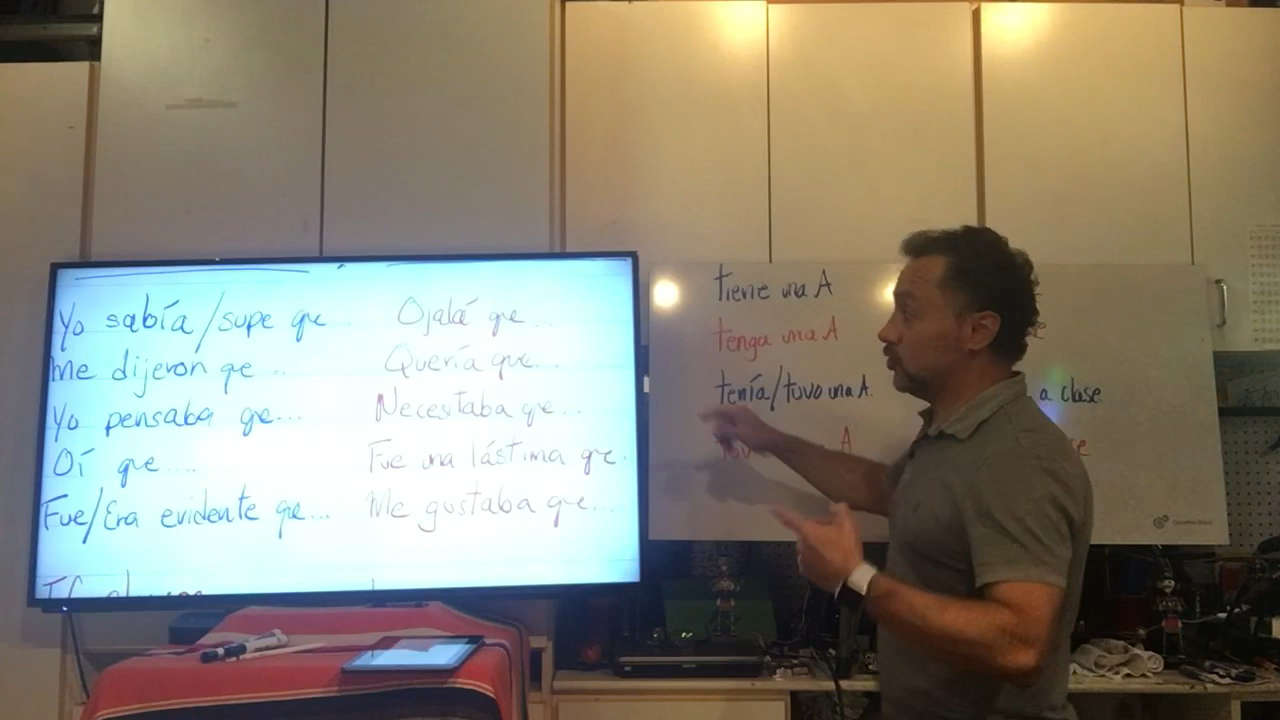 Yo sabía/supe qe... Ojalá qe...
Me dijeron qe... Quería que...
Yo pensaba qe... Necesitaba qe...
Oí qe..... Fue una lástima qe.
Fue/Era evidente qe... Me gustaba qe...
tiene una A
tenga una A
tenía/tuvo una A. a clase
A